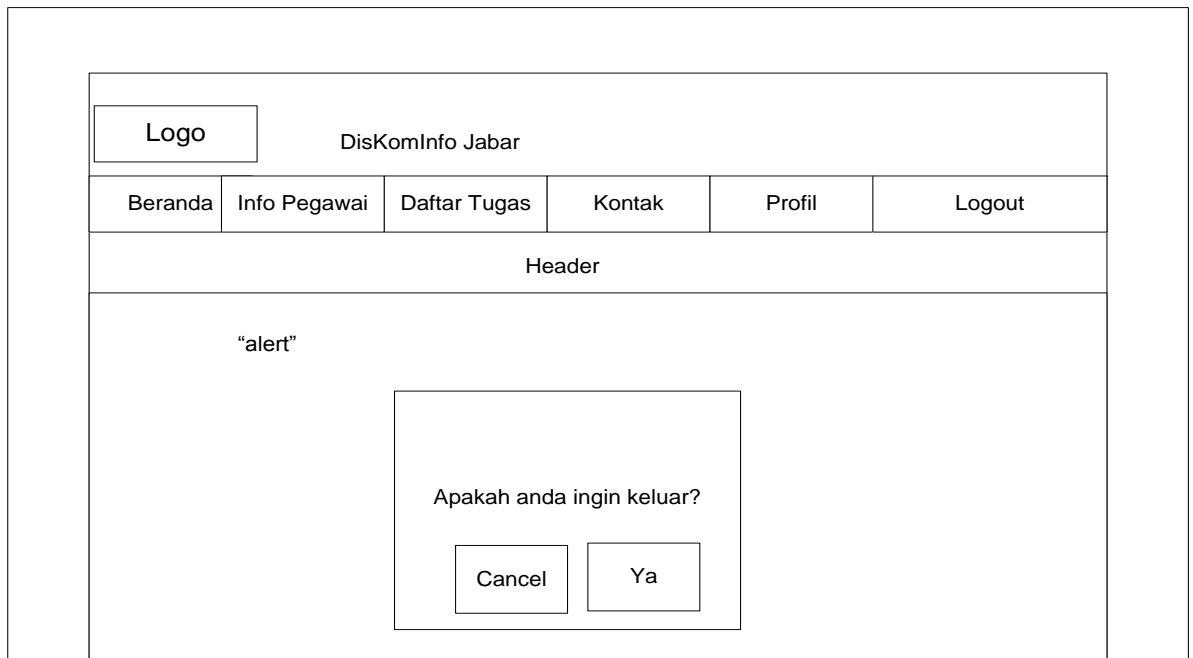 Logo
DisKomInfo Jabar
Beranda
Info Pegawai
Daftar Tugas
Kontak
Profil
Logout
Header
“alert”
Apakah anda ingin keluar?
Cancel
Ya